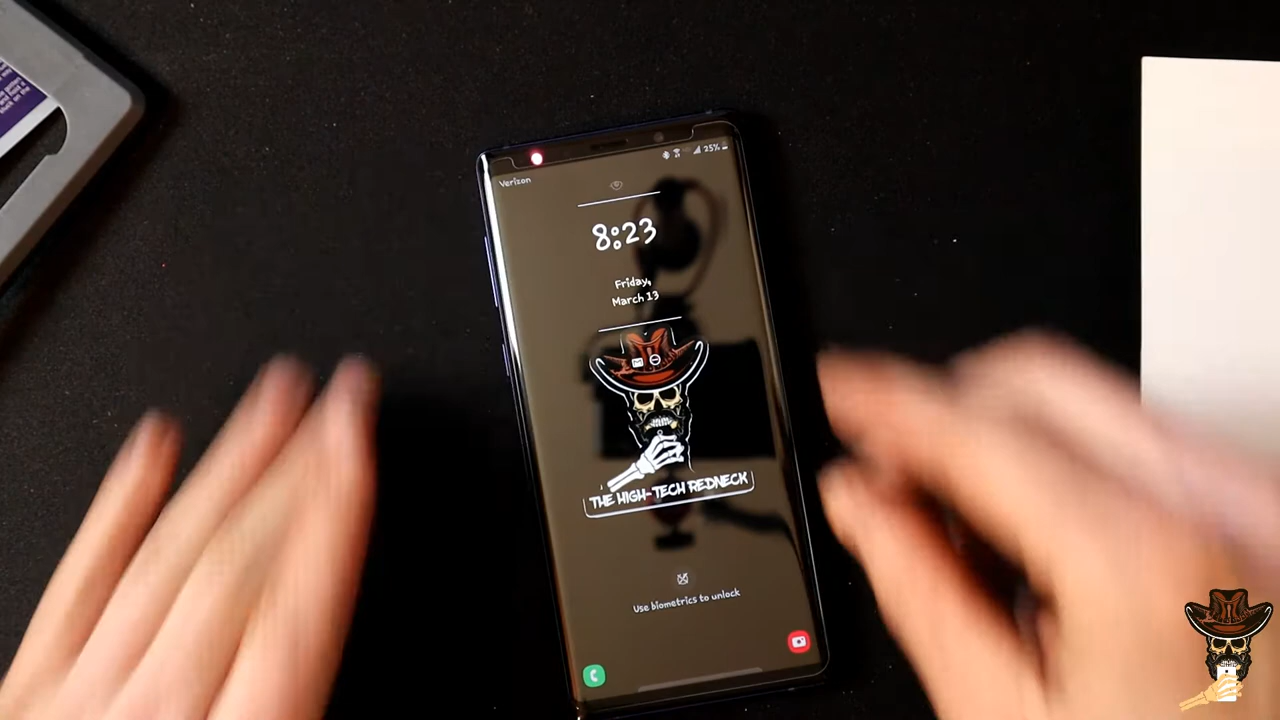 Verizon
25%
8:23
Friday,
March 13
THE HIGH-TECH REDNECK
Use biometrics to unlock